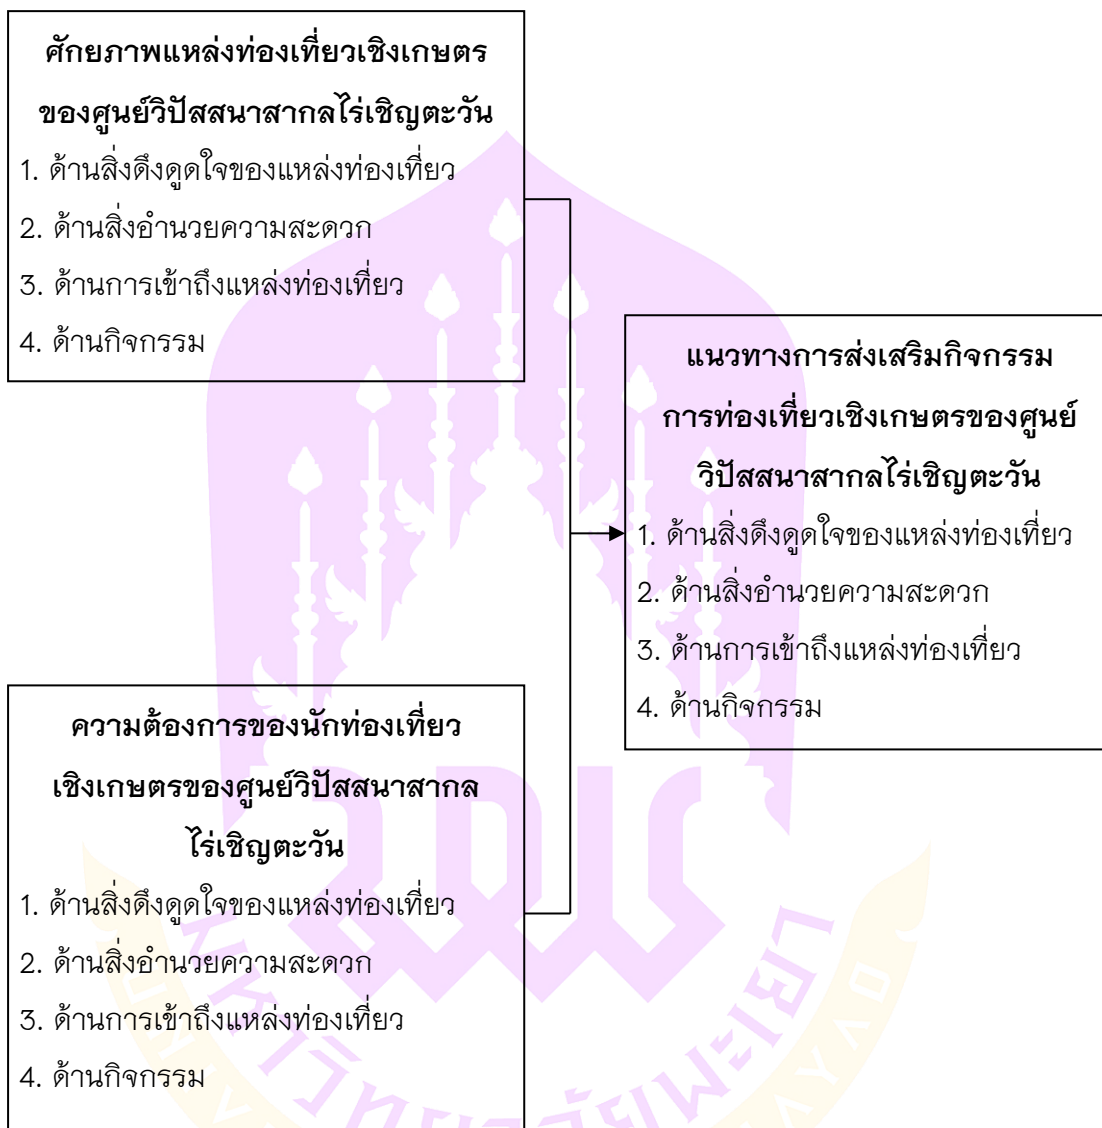 ศักยภาพแหล่งท่องเที่ยวเชิงเกษตร
ของศูนย์วิปัสสนาสากลไร่เชิญตะวัน
1. ด้านสิ่งดึงดูดใจของแหล่งท่องเที่ยว
2. ด้านสิ่งอำนวยความสะดวก
3. ด้านการเข้าถึงแหล่งท่องเที่ยว
4. ด้านกิจกรรม
ความต้องการของนักท่องเที่ยว
เชิงเกษตรของศูนย์วิปัสสนาสากล
ไร่เชิญตะวัน
1. ด้านสิ่งดึงดูดใจของแหล่งท่องเที่ยว
2. ด้านสิ่งอำนวยความสะดวก
3. ด้านการเข้าถึงแหล่งท่องเที่ยว
4. ด้านกิจกรรม
แนวทางการส่งเสริมกิจกรรม
การท่องเที่ยวเชิงเกษตรของศูนย์
วิปัสสนาสากลไร่เชิญตะวัน
1. ด้านสิ่งดึงดูดใจของแหล่งท่องเที่ยว
2. ด้านสิ่งอำนวยความสะดวก
3. ด้านการเข้าถึงแหล่งท่องเที่ยว
4. ด้านกิจกรรม
มหาวิทยาลัยพะเยา